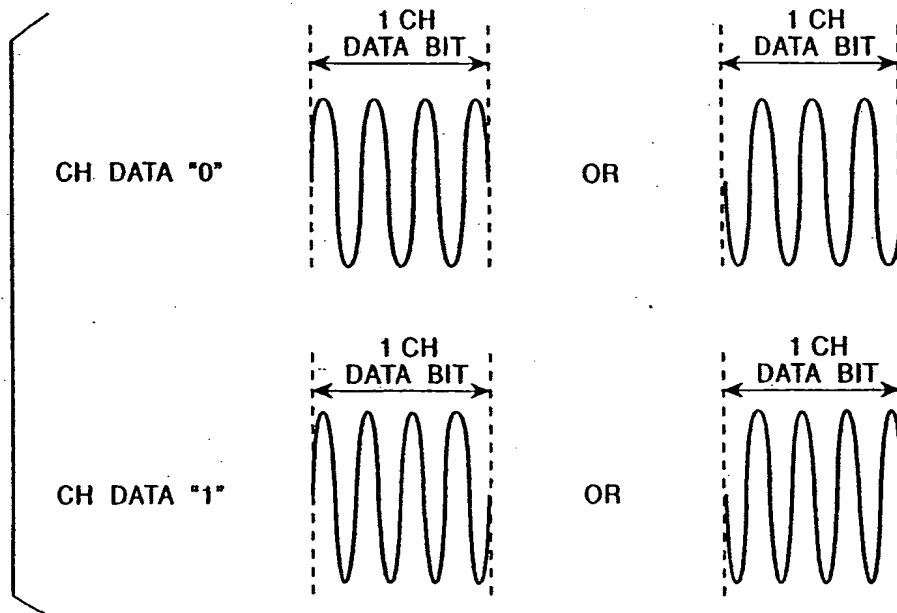 1 CH
DATA BIT
1 CH
DATA BIT
CH DATA "0"
OR
1 CH
DATA BIT
1 CH
DATA BIT
CH DATA "1"
OR